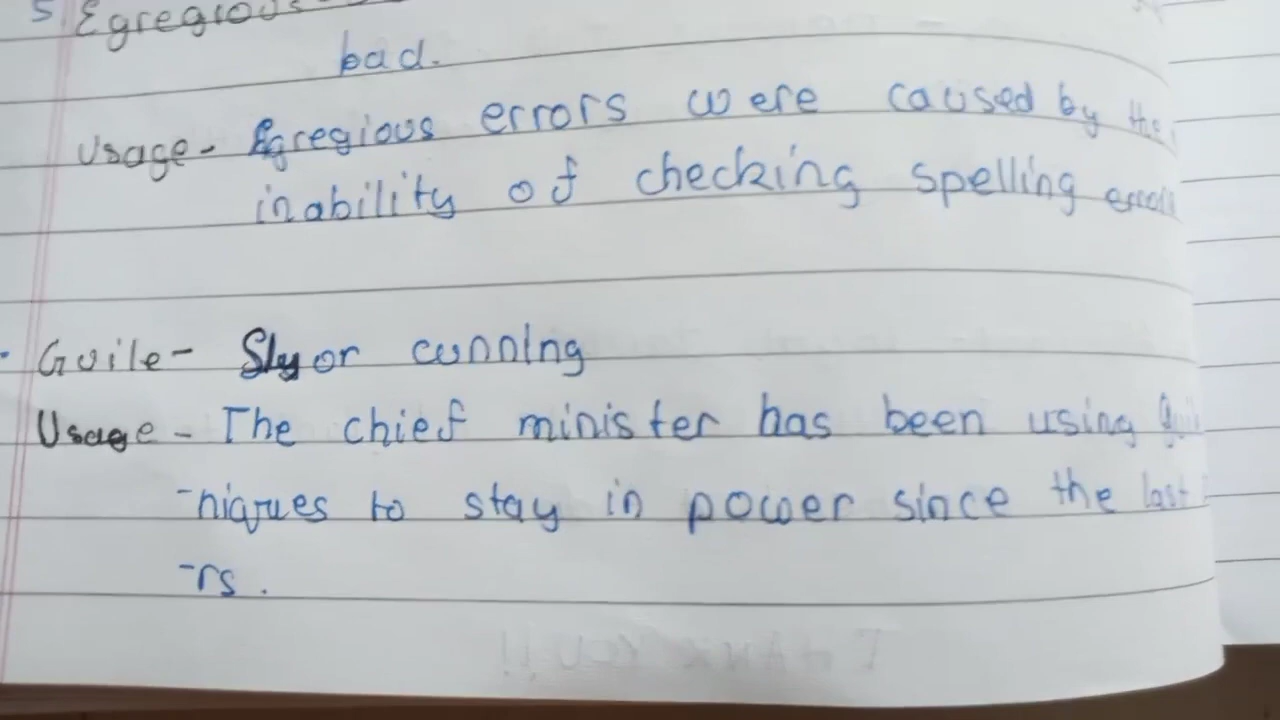 5 Egregious
bad.
Usage - Egregious errors were caused by the
inability of checking spelling
Guile - Sly or cunning
Usage - The chief minister has been using
-niques to stay in power since the last
-rs.